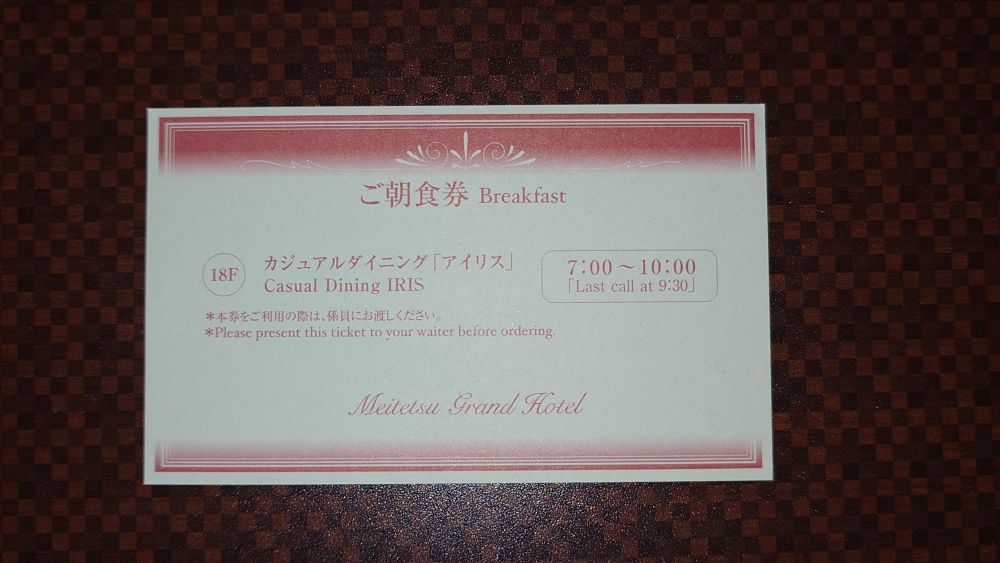 ご朝食券 Breakfast
18F
カジュアルダイニング「アイリス」
Casual Dining IRIS
7:00～10:00
「Last call at 9:30」
＊本券をご利用の際は、係員にお渡しください。
＊Please present this ticket to your waiter before ordering.
Meitetsu Grand Hotel